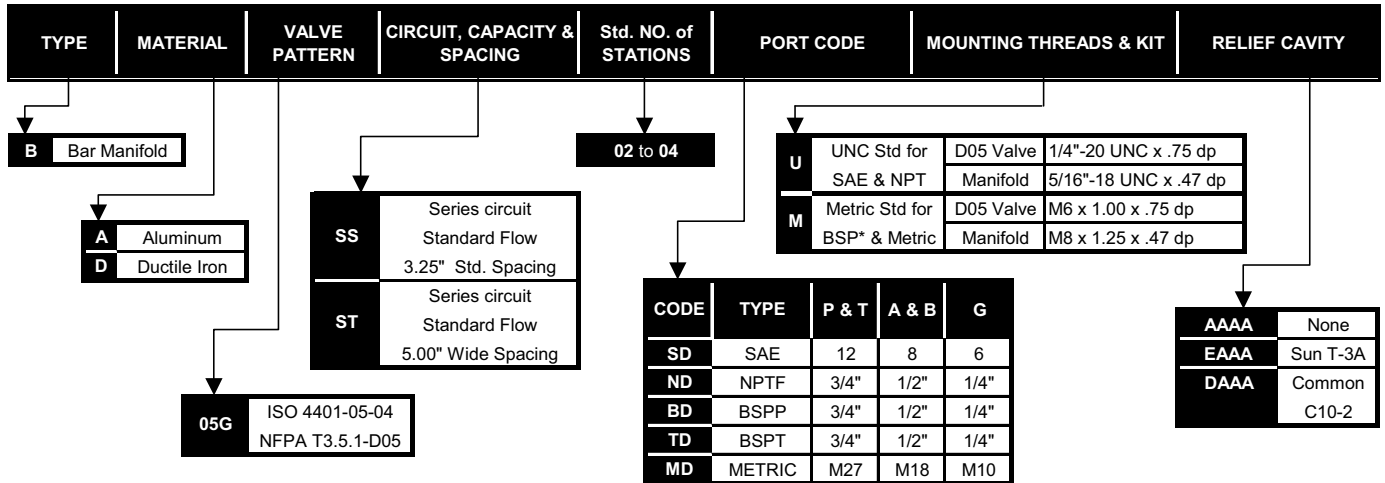 TYPE MATERIAL VALVE PATTERN CIRCUIT, CAPACITY & SPACING Std. NO. of STATIONS PORT CODE MOUNTING THREADS & KIT RELIEF CAVITY
B Bar Manifold
A Aluminum
D Ductile Iron
05G ISO 4401-05-04
NFPA T3.5.1-D05
SS Series circuit
Standard Flow
3.25" Std. Spacing
ST Series circuit
Standard Flow
5.00" Wide Spacing
02 to 04
CODE TYPE P & T A & B G
SD SAE 12 8 6
ND NPTF 3/4" 1/2" 1/4"
BD BSPP 3/4" 1/2" 1/4"
TD BSPT 3/4" 1/2" 1/4"
MD METRIC M27 M18 M10
U UNC Std for D05 Valve 1/4"-20 UNC x .75 dp
SAE & NPT Manifold 5/16"-18 UNC x .47 dp
M Metric Std for D05 Valve M6 x 1.00 x .75 dp
BSP* & Metric Manifold M8 x 1.25 x .47 dp
AAAA None
EAAA Sun T-3A
DAAA Common
C10-2